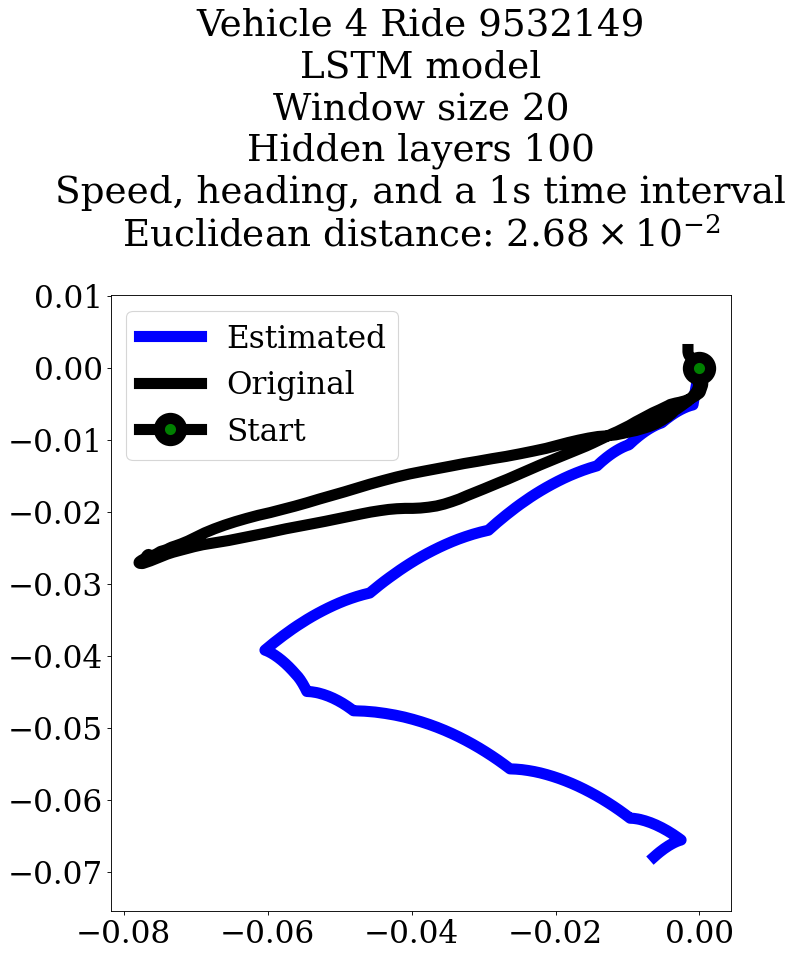 Vehicle 4 Ride 9532149
LSTM model
Window size 20
Hidden layers 100
Speed, heading, and a 1s time interval
Euclidean distance: 2.68 × 10⁻²
Estimated
Original
Start
0.01
0.00
−0.01
−0.02
−0.03
−0.04
−0.05
−0.06
−0.07
−0.08 −0.06 −0.04 −0.02 0.00